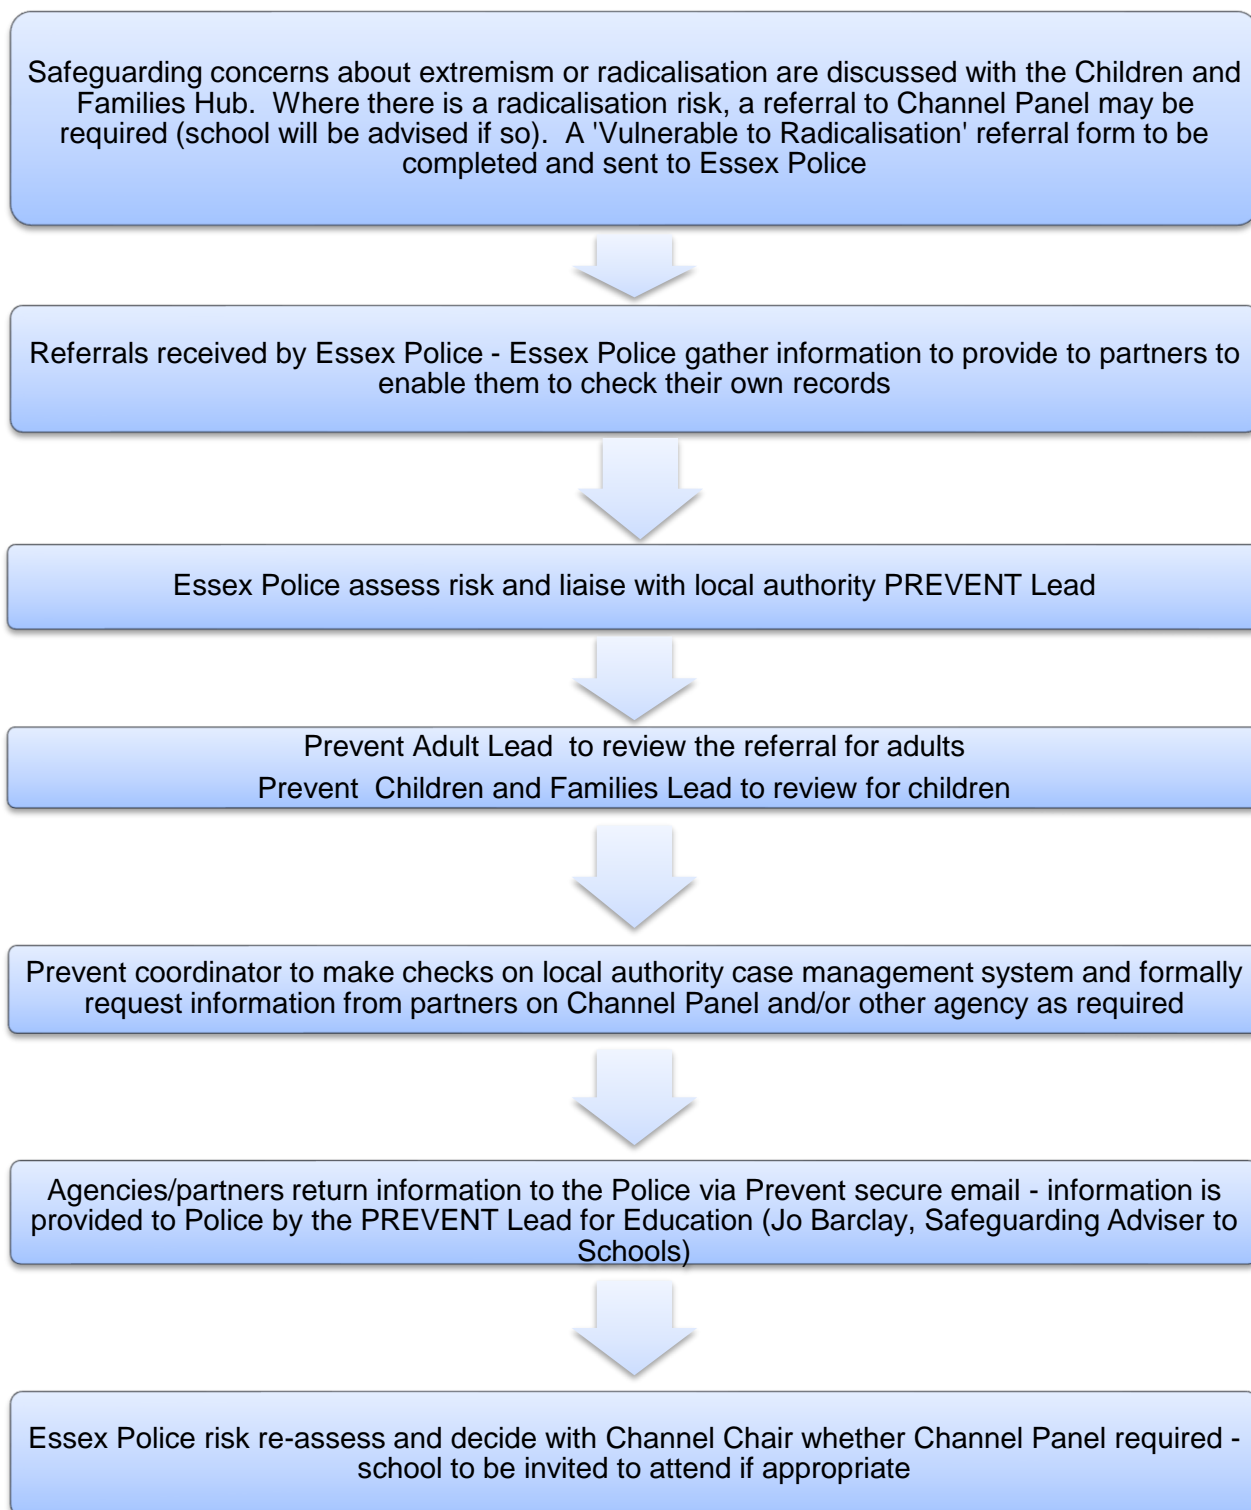 Safeguarding concerns about extremism or radicalisation are discussed with the Children and
Families Hub.  Where there is a radicalisation risk, a referral to Channel Panel may be
required (school will be advised if so).  A 'Vulnerable to Radicalisation' referral form to be
completed and sent to Essex Police
Referrals received by Essex Police - Essex Police gather information to provide to partners to
enable them to check their own records
Essex Police assess risk and liaise with local authority PREVENT Lead
Prevent Adult Lead  to review the referral for adults
Prevent  Children and Families Lead to review for children
Prevent coordinator to make checks on local authority case management system and formally
request information from partners on Channel Panel and/or other agency as required
Agencies/partners return information to the Police via Prevent secure email - information is
provided to Police by the PREVENT Lead for Education (Jo Barclay, Safeguarding Adviser to
Schools)
Essex Police risk re-assess and decide with Channel Chair whether Channel Panel required -
school to be invited to attend if appropriate